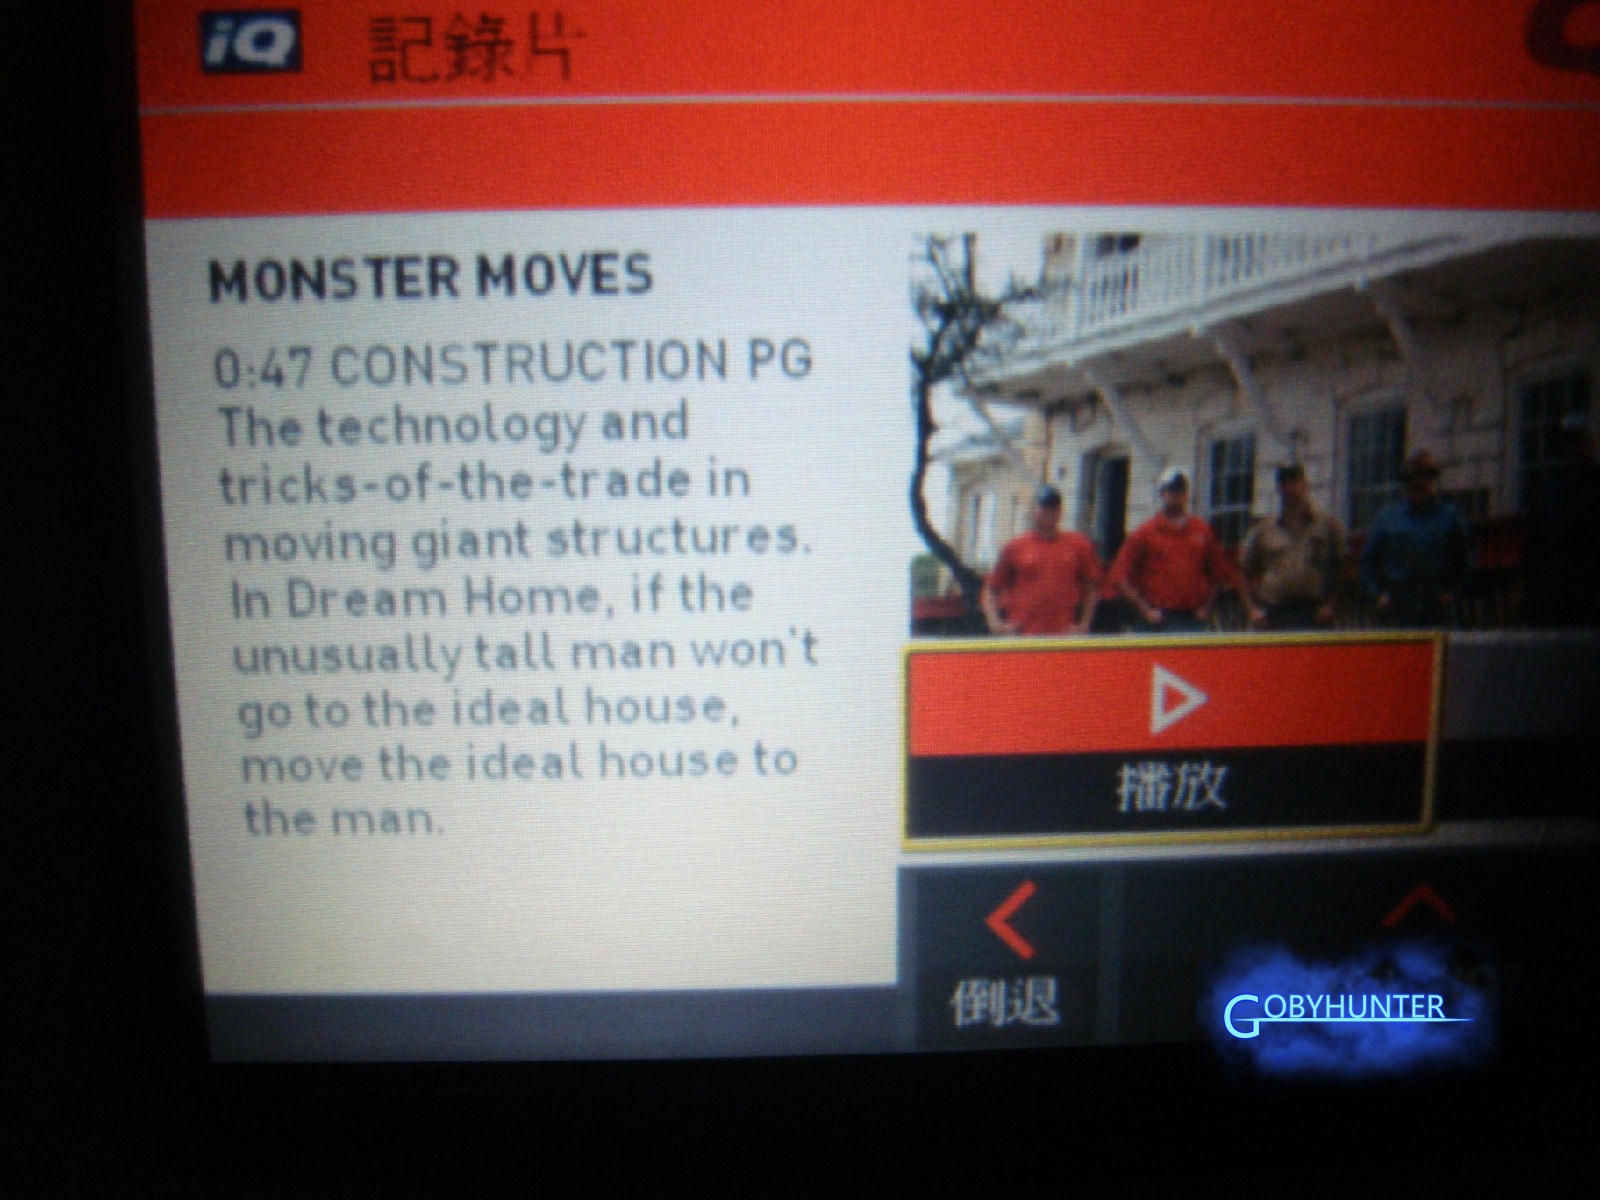 iQ 記錄片
MONSTER MOVES
0:47 CONSTRUCTION PG
The technology and
tricks-of-the-trade in
moving giant structures.
In Dream Home, if the
unusually tall man won't
go to the ideal house,
move the ideal house to
the man.
播放
倒退
GOBYHUNTER